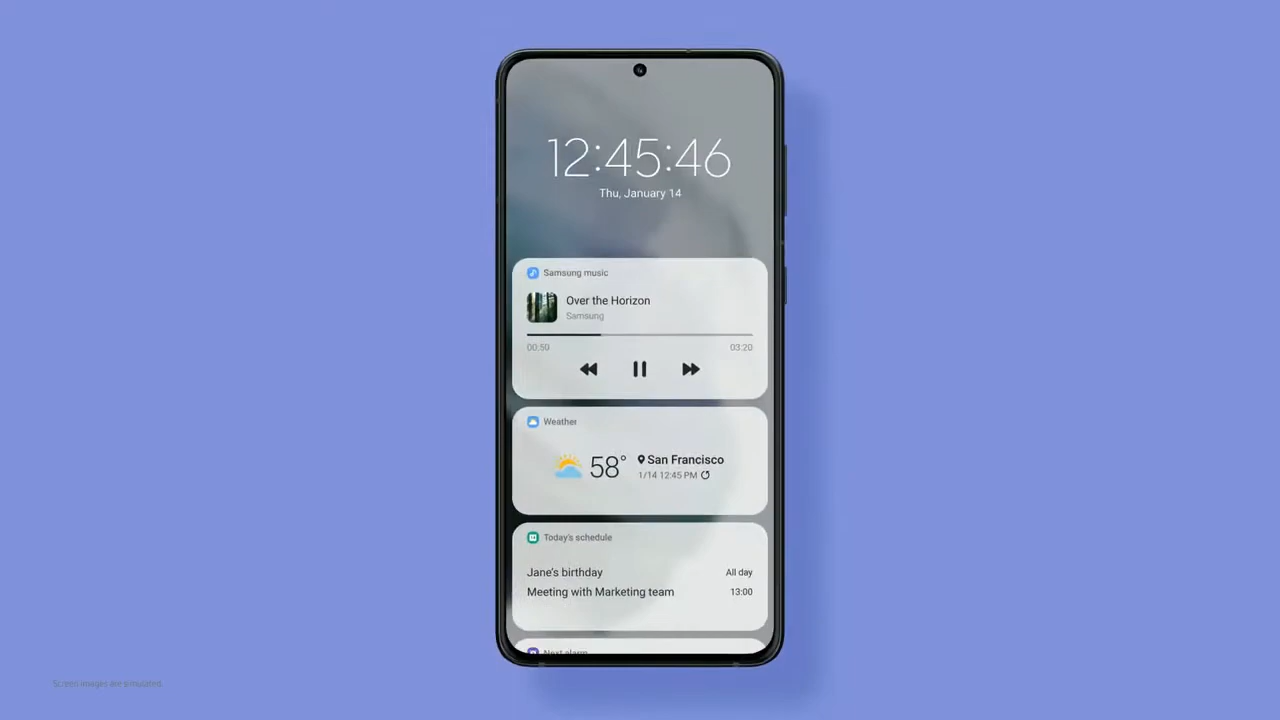 12:45:46
Thu, January 14
Samsung music
Over the Horizon
Samsung
00:50
03:20
Weather
58°
San Francisco
1/14 12:45 PM
Today's schedule
Jane's birthday All day
Meeting with Marketing team 13:00
Next alarm
Screen images are simulated.